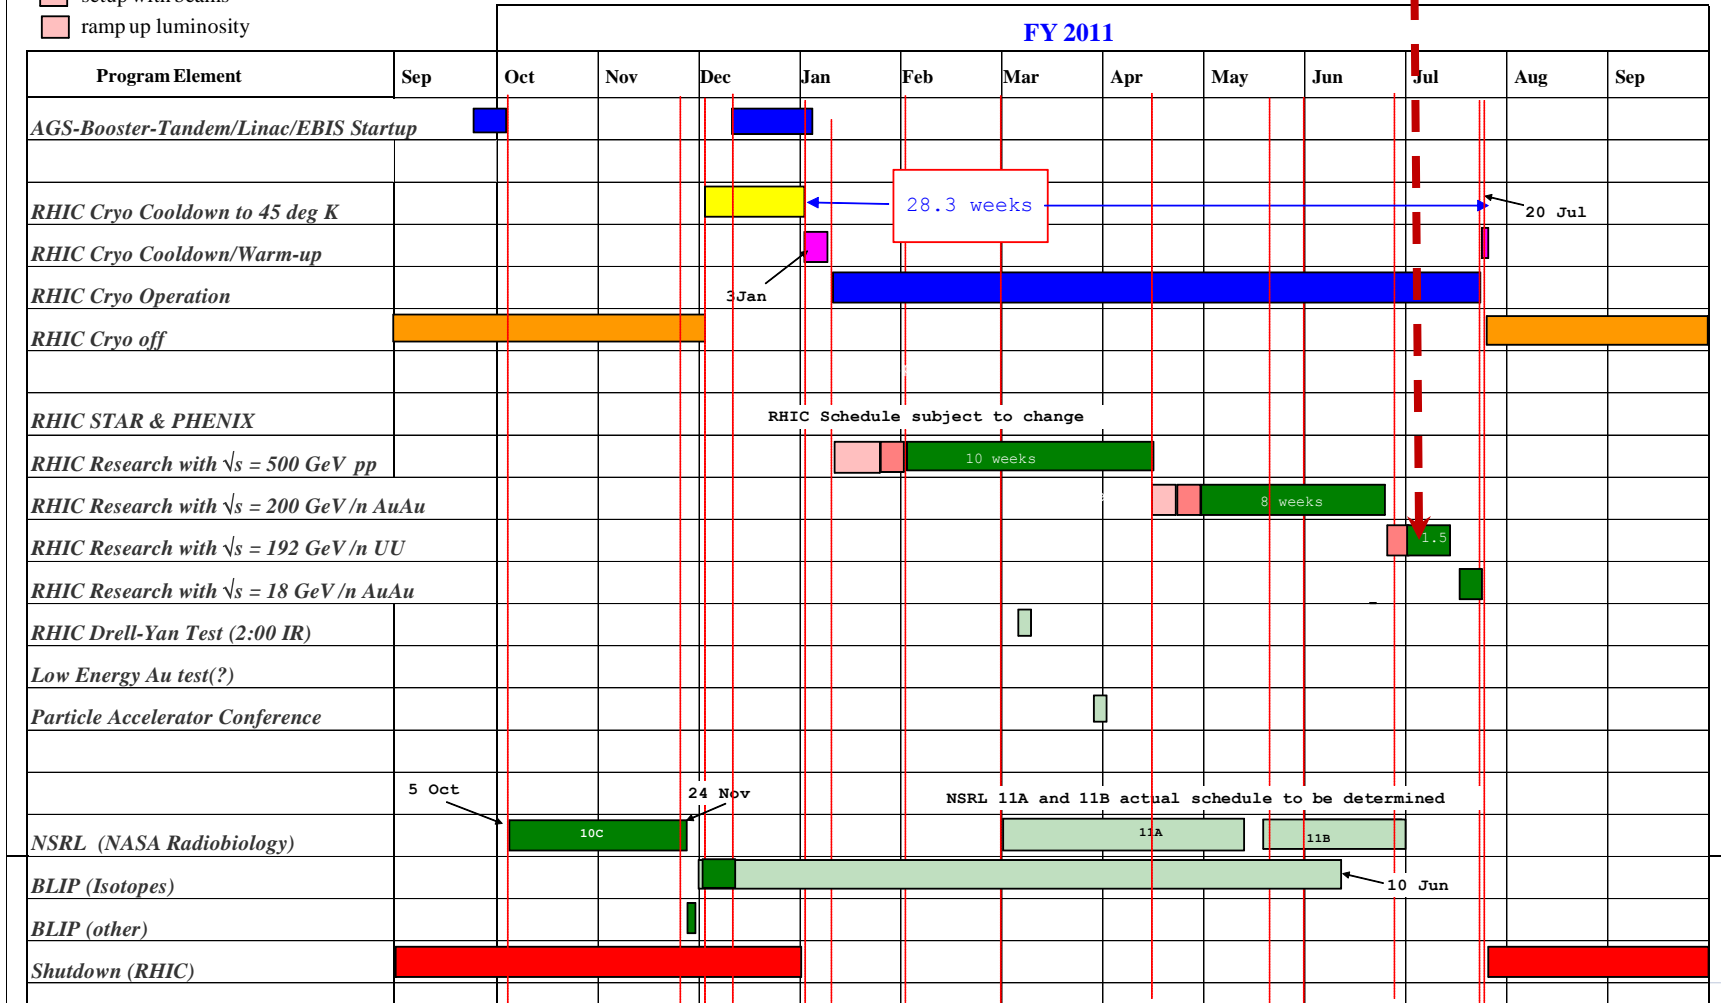 setup with beams
ramp up luminosity
FY 2011
Program Element Sep Oct Nov Dec Jan Feb Mar Apr May Jun Jul Aug Sep
AGS-Booster-Tandem/Linac/EBIS Startup
RHIC Cryo Cooldown to 45 deg K
28.3 weeks
20 Jul
RHIC Cryo Cooldown/Warm-up
3Jan
RHIC Cryo Operation
RHIC Cryo off
RHIC STAR & PHENIX
RHIC Schedule subject to change
RHIC Research with √s = 500 GeV pp
10 weeks
RHIC Research with √s = 200 GeV/n AuAu
8 weeks
RHIC Research with √s = 192 GeV/n UU
1.5
RHIC Research with √s = 18 GeV/n AuAu
RHIC Drell-Yan Test (2:00 IR)
Low Energy Au test(?)
Particle Accelerator Conference
5 Oct
24 Nov
NSRL 11A and 11B actual schedule to be determined
NSRL (NASA Radiobiology)
10C
11A
11B
BLIP (Isotopes)
10 Jun
BLIP (other)
Shutdown (RHIC)